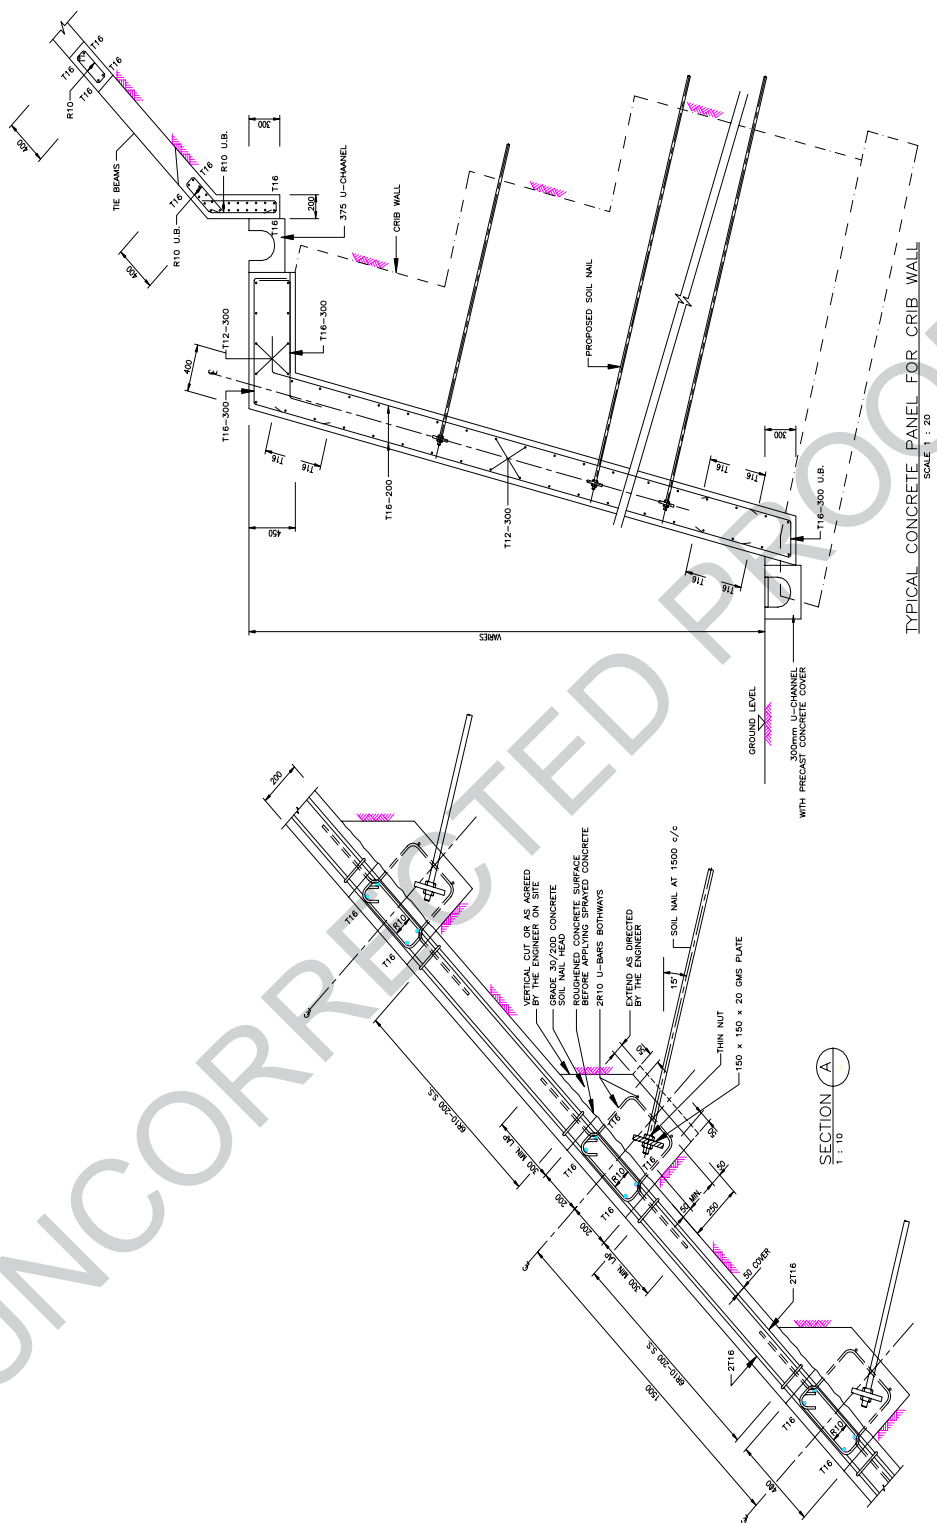 400
T16
T16
T16
T16
R10
TIE BEAMS
400
T16
T16
R10 U.B.
R10 U.B.
T16
T16
300
200
375 U-CHAANEL
CRIB WALL
T12-300
T16-300
400
T16-300
T16
T16
450
T16-200
T12-300
PROPOSED SOIL NAIL
T16
T16
T16
T16
300
T16-300 U.B.
VARIES
GROUND LEVEL
300mm U-CHANNEL
WITH PRECAST CONCRETE COVER
TYPICAL CONCRETE PANEL FOR CRIB WALL
SCALE 1 : 20
200
T16
T16
R10
VERTICAL CUT OR AS AGREED
BY THE ENGINEER ON SITE
GRADE 30/20D CONCRETE
SOIL NAIL HEAD
ROUGHENED CONCRETE SURFACE
BEFORE APPLYING SPRAYED CONCRETE
2R10 U-BARS BOTHWAYS
EXTEND AS DIRECTED
BY THE ENGINEER
SOIL NAIL AT 1500 c/c
15°
THIN NUT
150 x 150 x 20 GMS PLATE
6R10-200 S.S.
300 MIN. LAP
200
200
300 MIN LAP
T16
T16
T16
T16
R10
50
50
50
50 MIN.
250
50 COVER
2T16
2T16
6R10-200 S.S.
1500
T16
T16
R10
400
SECTION A
1 : 10
UNCORRECTED PROO